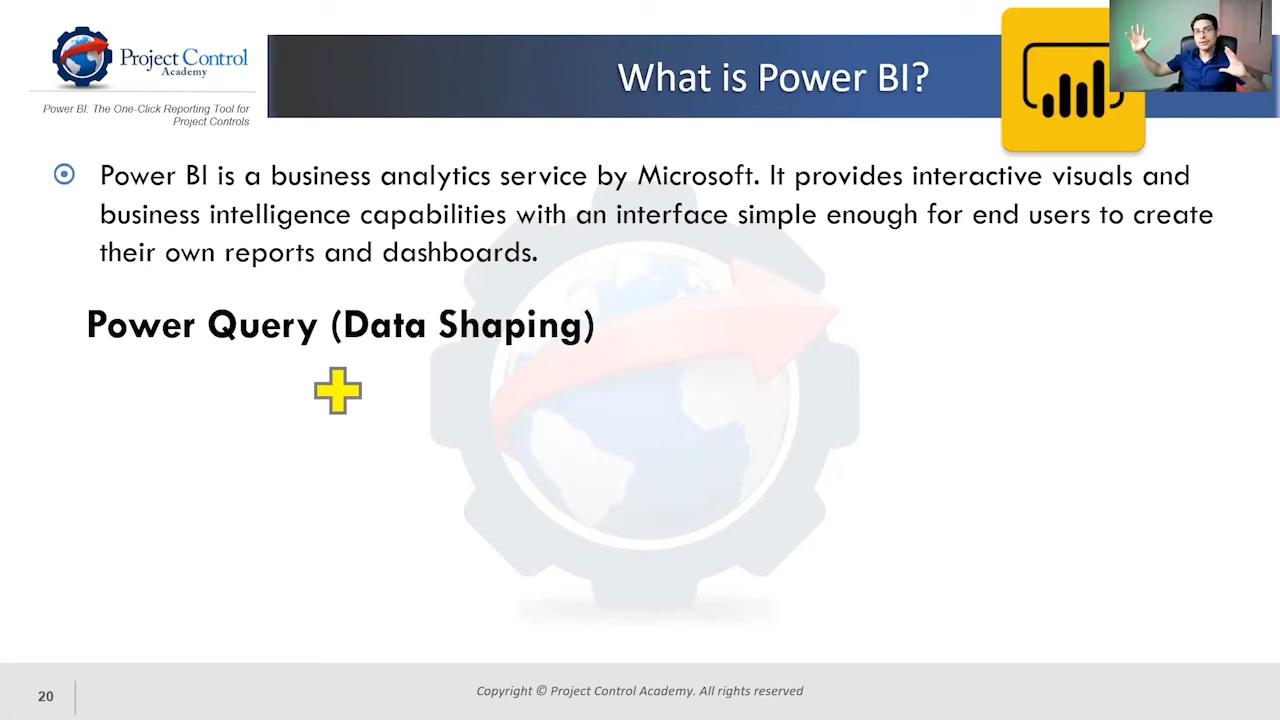 Project Control
Academy
Power BI: The One-Click Reporting Tool for
Project Controls
What is Power BI?
Power BI is a business analytics service by Microsoft. It provides interactive visuals and
business intelligence capabilities with an interface simple enough for end users to create
their own reports and dashboards.
Power Query (Data Shaping)
20
Copyright © Project Control Academy. All rights reserved